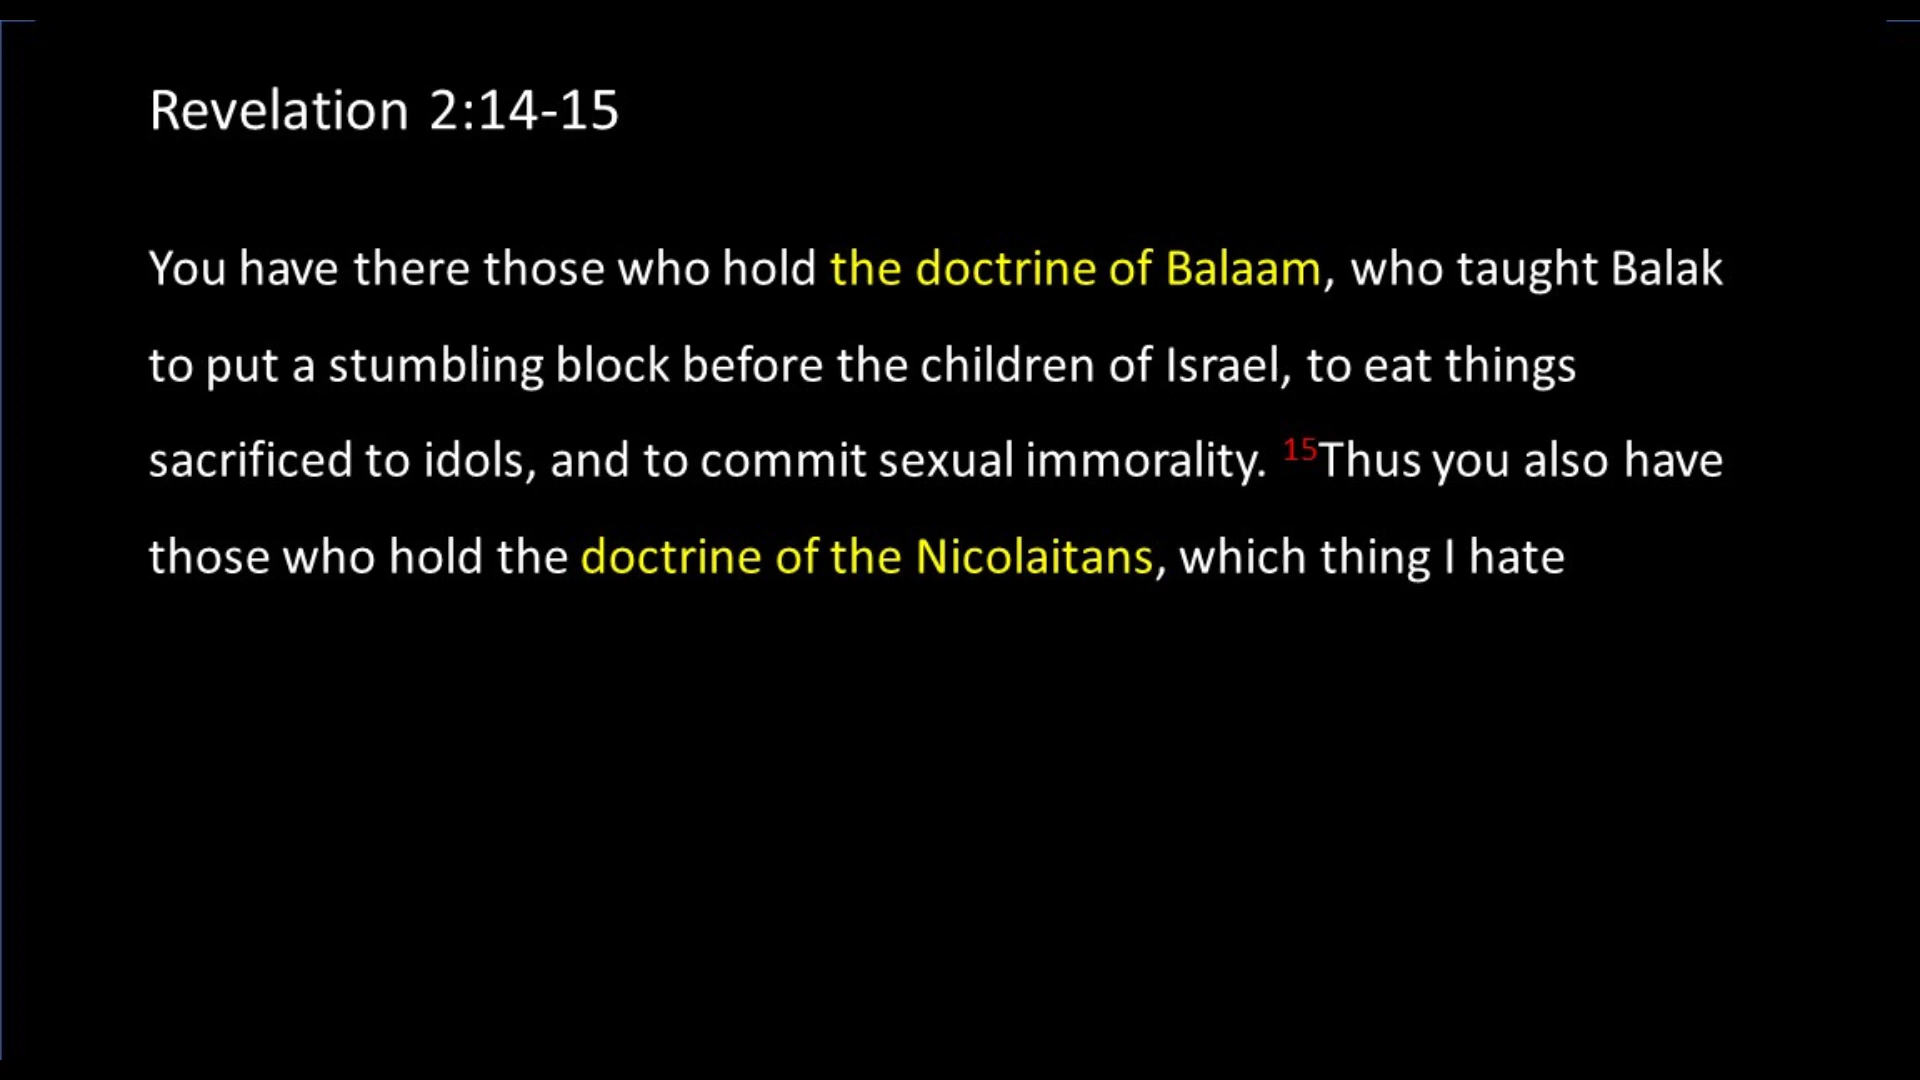 Revelation 2:14-15
You have there those who hold the doctrine of Balaam, who taught Balak
to put a stumbling block before the children of Israel, to eat things
sacrificed to idols, and to commit sexual immorality. 15Thus you also have
those who hold the doctrine of the Nicolaitans, which thing I hate